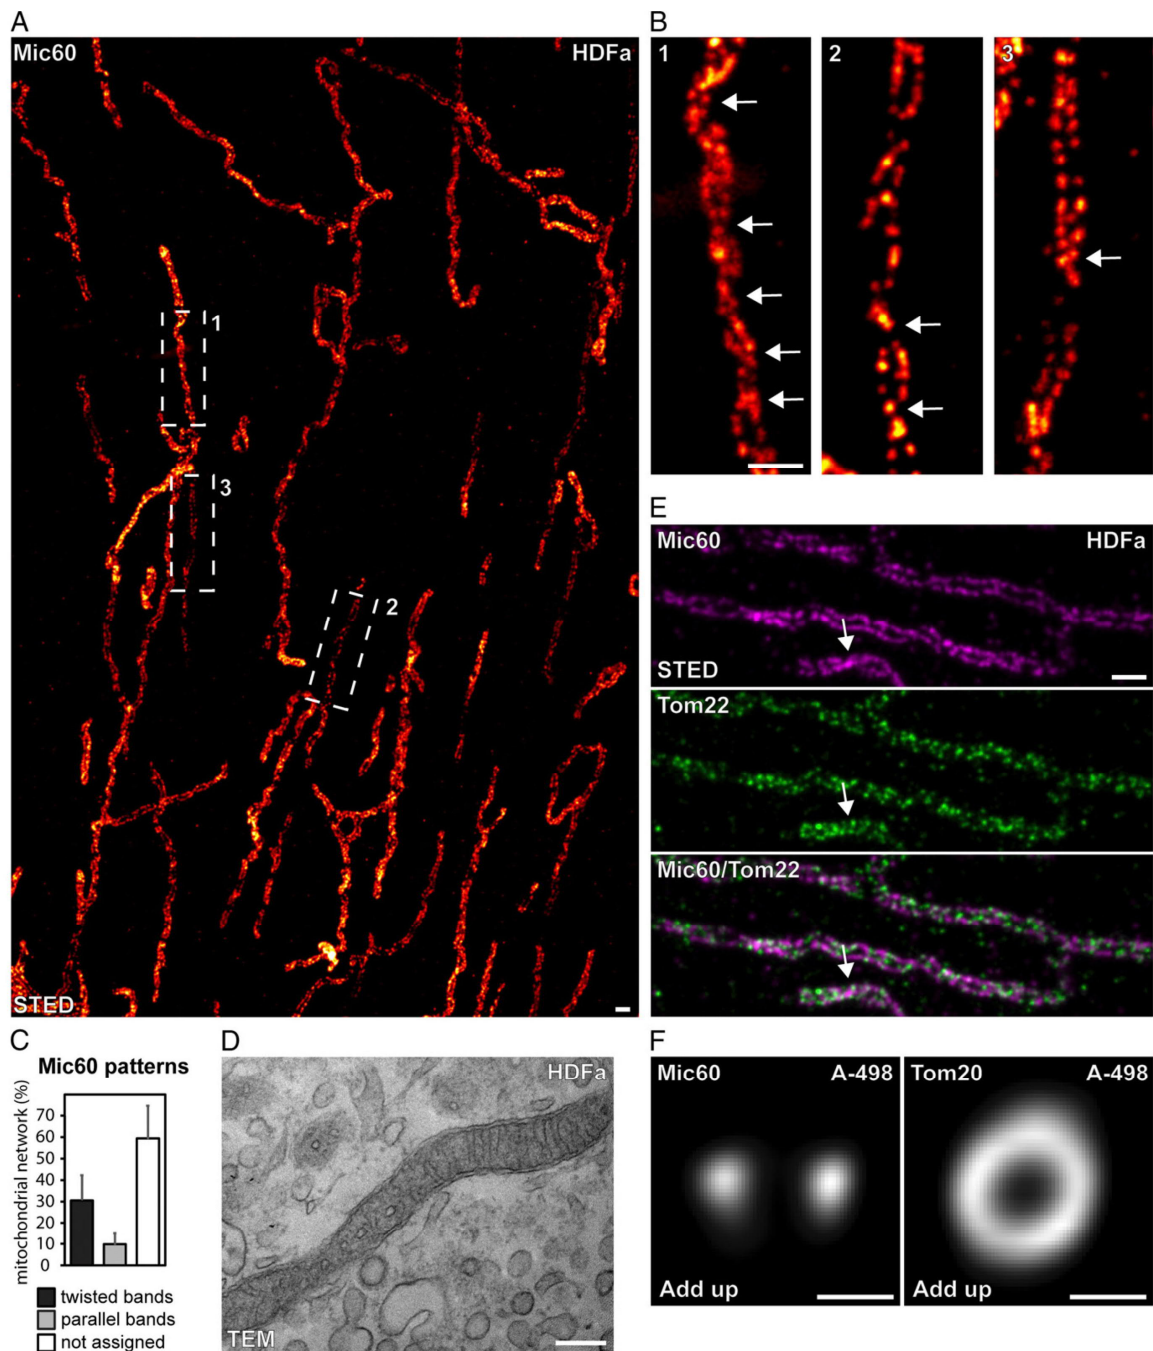 A
Mic60 HDFa
1
3
2
STED
B
1 2 3
E
Mic60 HDFa
STED
Tom22
Mic60/Tom22
C
Mic60 patterns
mitochondrial network (%)
70
60
50
40
30
20
10
0
twisted bands
parallel bands
not assigned
D
HDFa
TEM
F
Mic60 A-498
Add up
Tom20 A-498
Add up